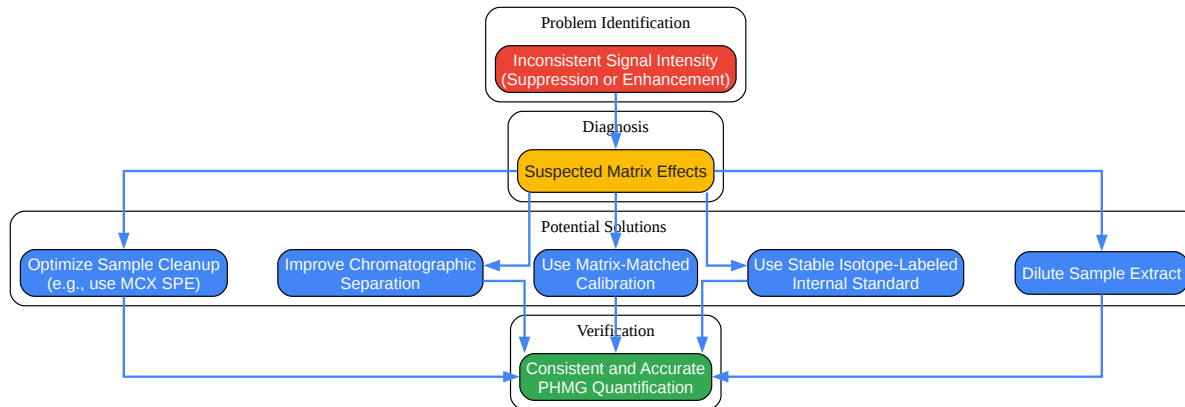 Problem Identification
Inconsistent Signal Intensity
(Suppression or Enhancement)
Diagnosis
Suspected Matrix Effects
Potential Solutions
Optimize Sample Cleanup
(e.g., use MCX SPE)
Improve Chromatographic
Separation
Use Matrix-Matched
Calibration
Use Stable Isotope-Labeled
Internal Standard
Dilute Sample Extract
Verification
Consistent and Accurate
PHMG Quantification